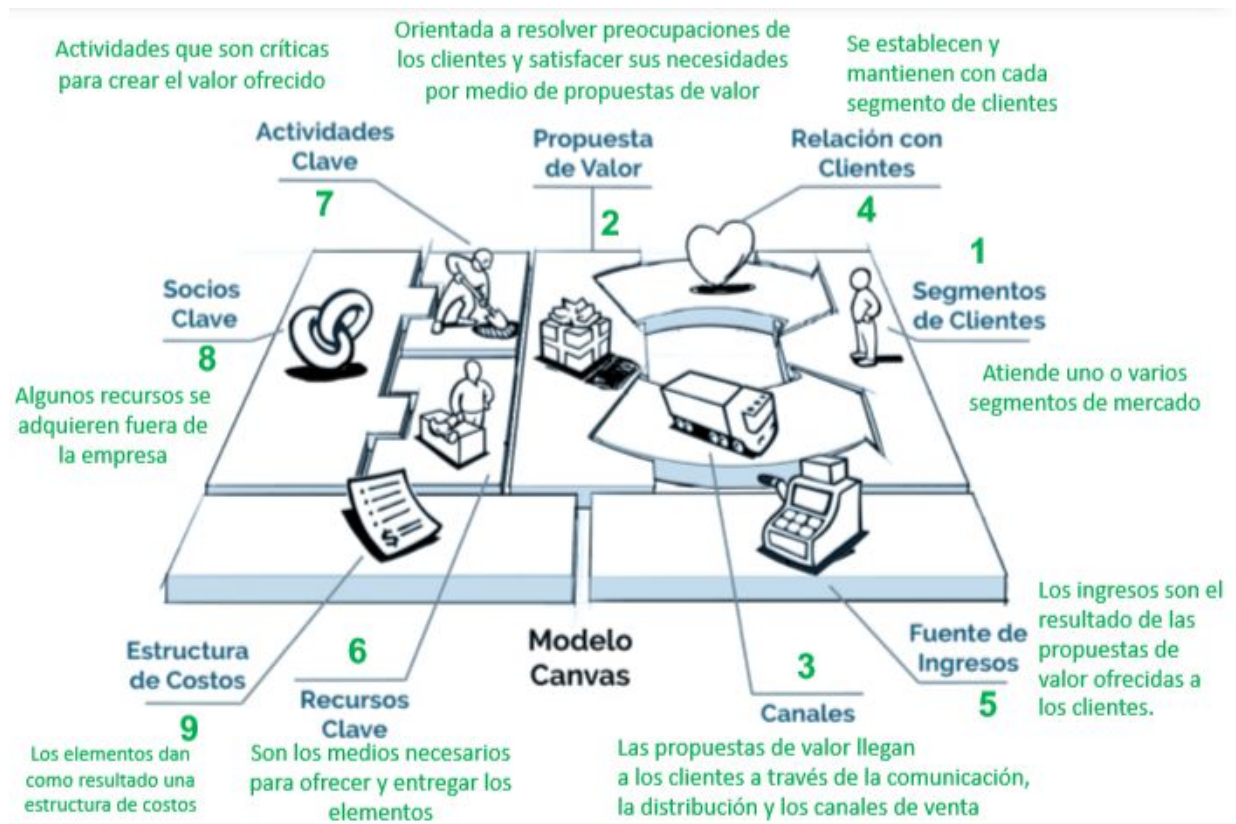 Actividades que son críticas
para crear el valor ofrecido
Orientada a resolver preocupaciones de
los clientes y satisfacer sus necesidades
por medio de propuestas de valor
Se establecen y
mantienen con cada
segmento de clientes
Actividades
Clave
7
Propuesta
de Valor
2
Relación con
Clientes
4
1
Segmentos
de Clientes
Atiende uno o varios
segmentos de mercado
Socios
Clave
8
Algunos recursos se
adquieren fuera de
la empresa
$
Estructura
de Costos
9
Los elementos dan
como resultado una
estructura de costos
6
Recursos
Clave
Son los medios necesarios
para ofrecer y entregar los
elementos
Modelo
Canvas
3
Canales
Las propuestas de valor llegan
a los clientes a través de la comunicación,
la distribución y los canales de venta
Fuente de
Ingresos
5
Los ingresos son el
resultado de las
propuestas de
valor ofrecidas a
los clientes.